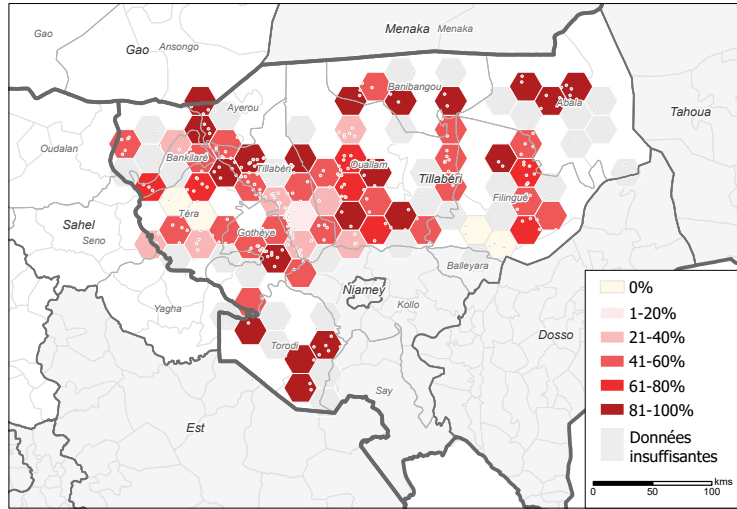 Menaka
Menaka
Gao
Gao
Ansongo
Banibangou
Abala
Tahoua
Ayerou
Oudalan
Bankilaré
Tillabéri
Ouallam
Tillabéri
Filingué
Téra
Sahel
Seno
Gothèye
Balleyara
Niamey
Yagha
Kollo
Dosso
Torodi
Say
Est
0%
1-20%
21-40%
41-60%
61-80%
81-100%
Données
insuffisantes
kms
0 50 100